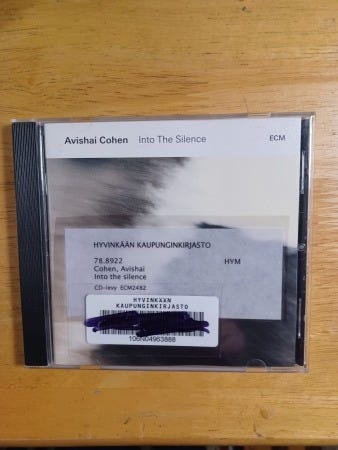 Avishai Cohen Into The Silence ECM
HYVINKÄÄN KAUPUNGINKIRJASTO
78.8922 HYM
Cohen, Avishai
Into the silence
CD-levy ECM2482
HYVINKÄÄN
KAUPUNGINKIRJASTO
106N04963888